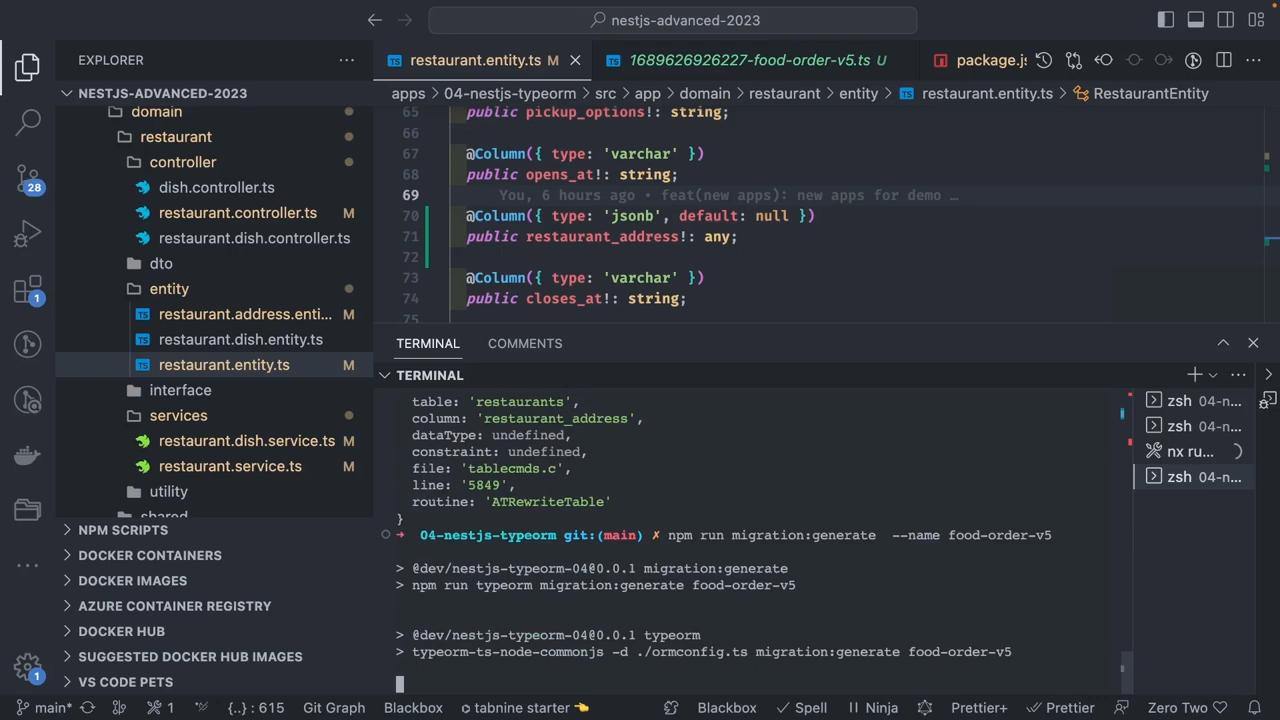 nestjs-advanced-2023
EXPLORER
NESTJS-ADVANCED-2023
domain
restaurant
controller
dish.controller.ts
restaurant.controller.ts M
restaurant.dish.controller.ts
dto
entity
restaurant.address.enti... M
restaurant.dish.entity.ts
restaurant.entity.ts M
interface
services
restaurant.dish.service.ts M
restaurant.service.ts M
utility
shared
NPM SCRIPTS
DOCKER CONTAINERS
DOCKER IMAGES
AZURE CONTAINER REGISTRY
DOCKER HUB
SUGGESTED DOCKER HUB IMAGES
VS CODE PETS
28
1
1
restaurant.entity.ts M
1689626926227-food-order-v5.ts U
package.js
apps > 04-nestjs-typeorm > src > app > domain > restaurant > entity > restaurant.entity.ts > RestaurantEntity
65 public pickup_options!: string;
66
67 @Column({ type: 'varchar' })
68 public opens_at!: string;
69 You, 6 hours ago • feat(new apps): new apps for demo …
70 @Column({ type: 'jsonb', default: null })
71 public restaurant_address!: any;
72
73 @Column({ type: 'varchar' })
74 public closes_at!: string;
75
TERMINAL COMMENTS
TERMINAL
table: 'restaurants',
column: 'restaurant_address',
dataType: undefined,
constraint: undefined,
file: 'tablecmds.c',
line: '5849',
routine: 'ATRewriteTable'
}
➜ 04-nestjs-typeorm git:(main) ✗ npm run migration:generate --name food-order-v5
> @dev/nestjs-typeorm-04@0.0.1 migration:generate
> npm run typeorm migration:generate food-order-v5
> @dev/nestjs-typeorm-04@0.0.1 typeorm
> typeorm-ts-node-commonjs -d ./ormconfig.ts migration:generate food-order-v5
zsh 04-n...
zsh 04-n...
nx ru...
zsh 04-n...
main* 1 {..} : 615 Git Graph Blackbox tabnine starter 👈 Blackbox Spell Ninja Prettier+ Prettier Zero Two